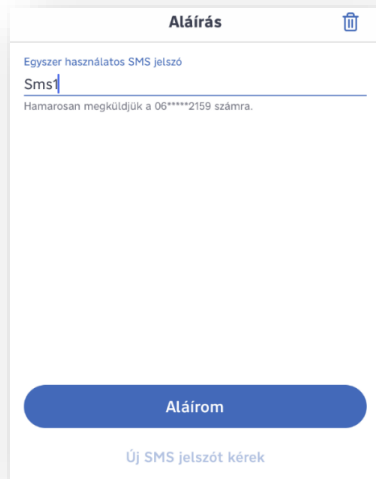 Aláírás
Egyszer használatos SMS jelszó
Sms1
Hamarosan megküldjük a 06*****2159 számra.
Aláírom
Új SMS jelszót kérek